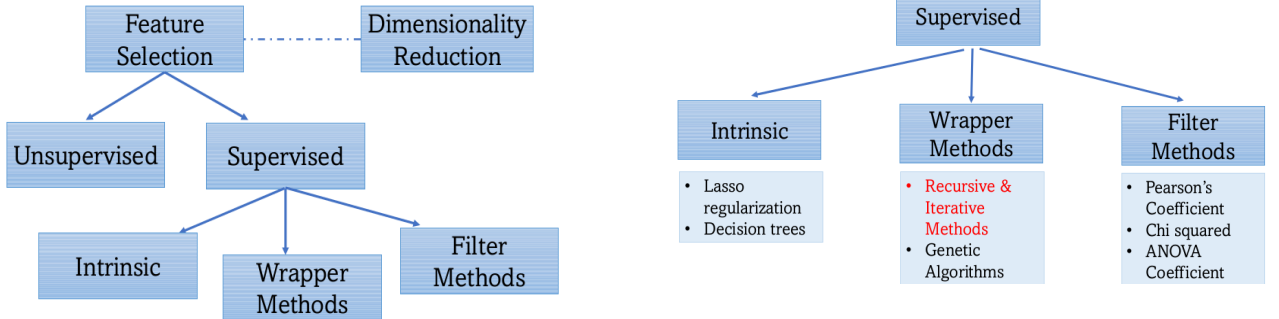 Feature
Selection
Dimensionality
Reduction
Unsupervised
Supervised
Intrinsic
Wrapper
Methods
Filter
Methods
Supervised
Intrinsic
Wrapper
Methods
Filter
Methods
• Lasso
regularization
• Decision trees
• Recursive &
Iterative
Methods
• Genetic
Algorithms
• Pearson's
Coefficient
• Chi squared
• ANOVA
Coefficient